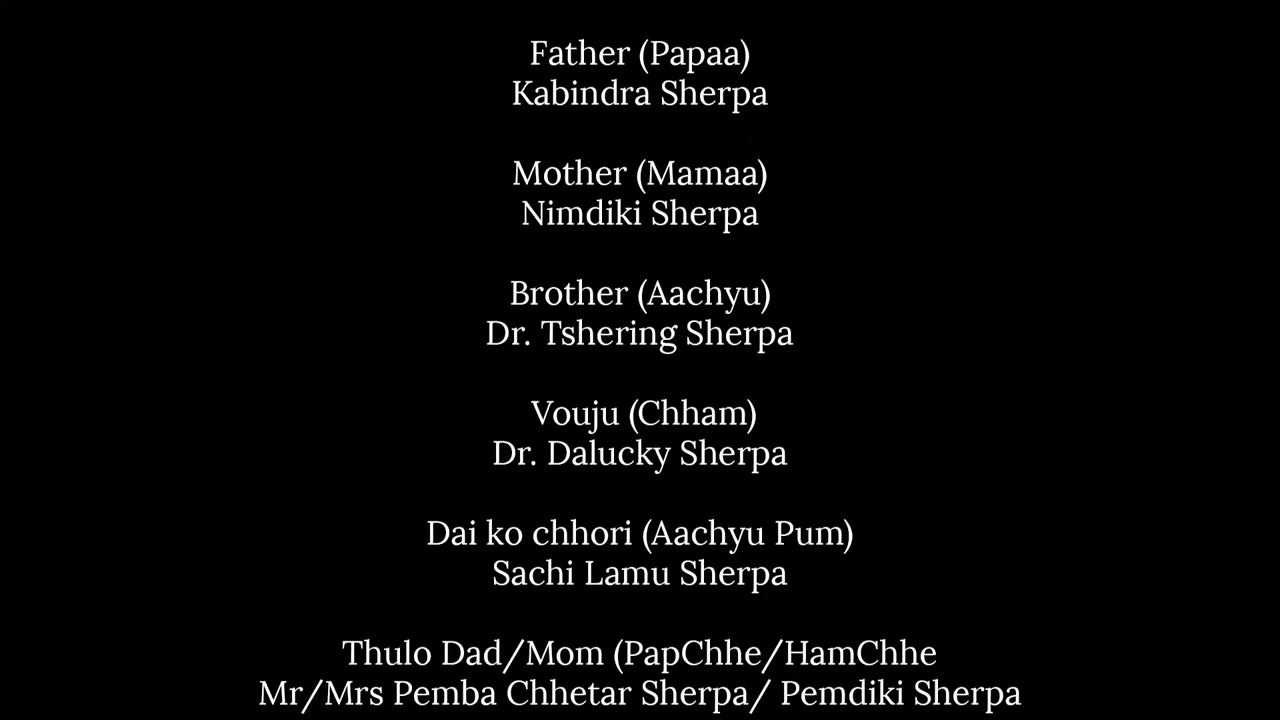 Father (Papaa)
Kabindra Sherpa
Mother (Mamaa)
Nimdiki Sherpa
Brother (Aachyu)
Dr. Tshering Sherpa
Vouju (Chham)
Dr. Dalucky Sherpa
Dai ko chhori (Aachyu Pum)
Sachi Lamu Sherpa
Thulo Dad/Mom (PapChhe/HamChhe
Mr/Mrs Pemba Chhetar Sherpa/ Pemdiki Sherpa